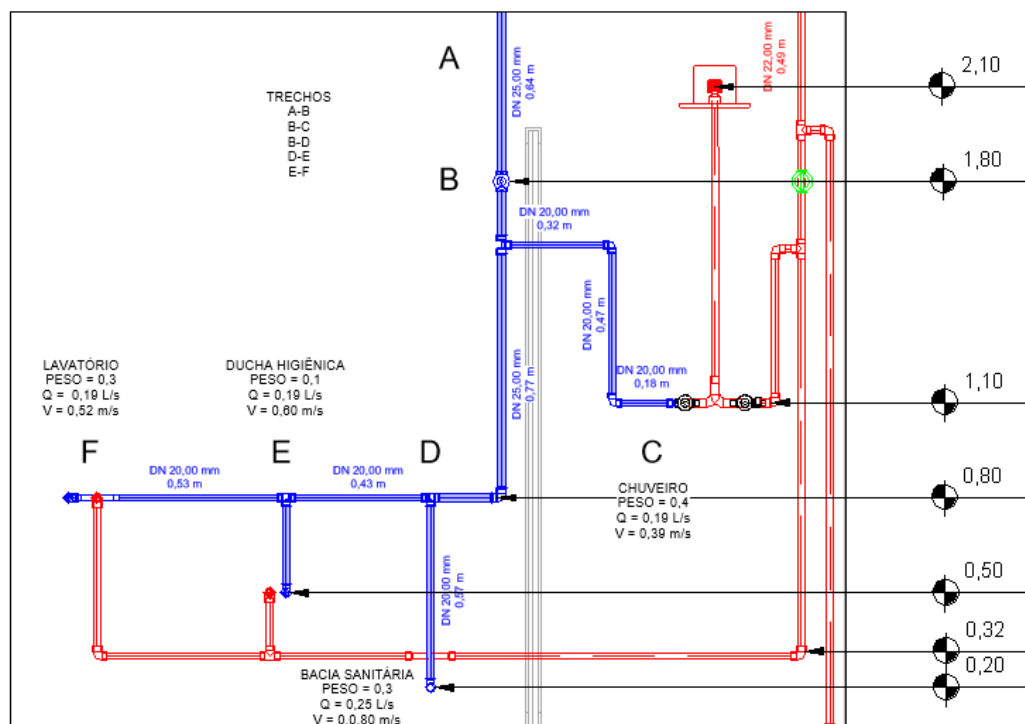 A
DN 25,00 mm
0,64 m
DN 22,00 mm
0,49 m
2,10
TRECHOS
A-B
B-C
B-D
D-E
E-F
B
1,80
DN 20,00 mm
0,32 m
DN 20,00 mm
0,47 m
DN 25,00 mm
0,77 m
DN 20,00 mm
0,18 m
1,10
LAVATÓRIO
PESO = 0,3
Q = 0,19 L/s
V = 0,52 m/s
DUCHA HIGIÊNICA
PESO = 0,1
Q = 0,19 L/s
V = 0,60 m/s
F
E
D
C
DN 20,00 mm
0,53 m
DN 20,00 mm
0,43 m
0,80
CHUVEIRO
PESO = 0,4
Q = 0,19 L/s
V = 0,39 m/s
DN 20,00 mm
0,57 m
0,50
0,32
0,20
BACIA SANITÁRIA
PESO = 0,3
Q = 0,25 L/s
V = 0,0,80 m/s